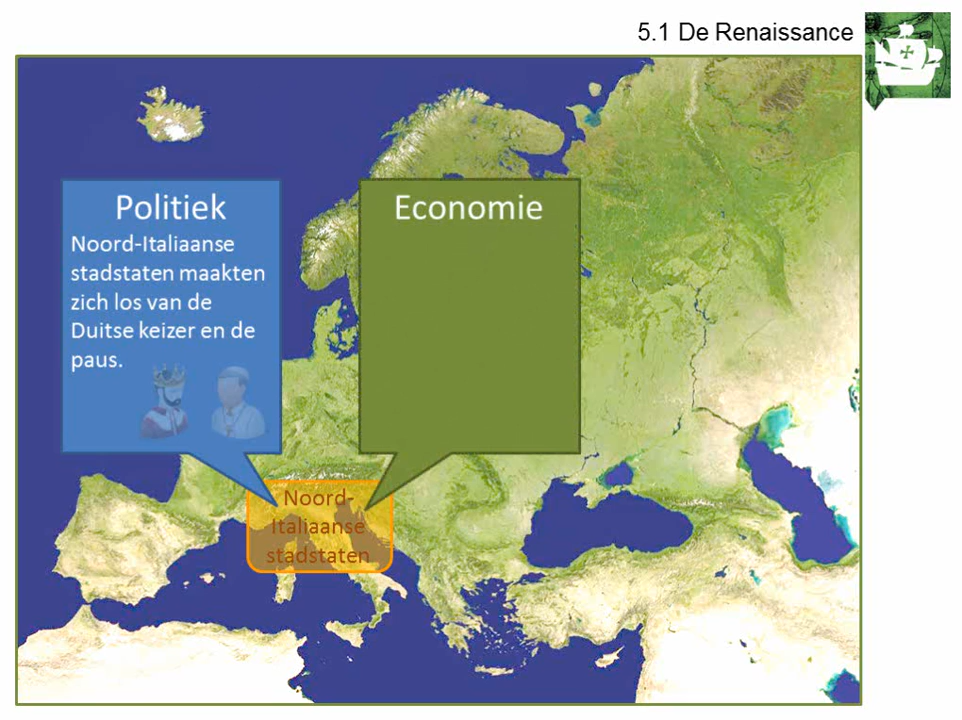 5.1 De Renaissance
Politiek
Noord-Italiaanse
stadstaten maakten
zich los van de
Duitse keizer en de
paus.
Economie
Noord-
Italiaanse
stadstaten